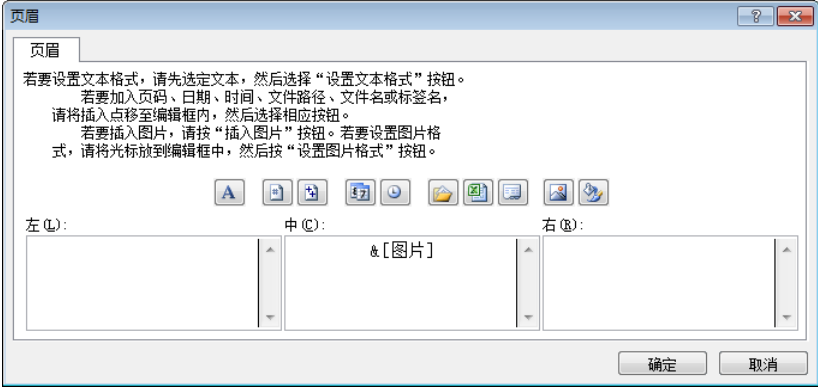 页眉
页眉
若要设置文本格式，请先选定文本，然后选择“设置文本格式”按钮。
若要加入页码、日期、时间、文件路径、文件名或标签名，
请将插入点移至编辑框内，然后选择相应按钮。
若要插入图片，请按“插入图片”按钮。若要设置图片格
式，请将光标放到编辑框中，然后按“设置图片格式”按钮。
左(L):
中(C):
右(R):
&[图片]
确定
取消